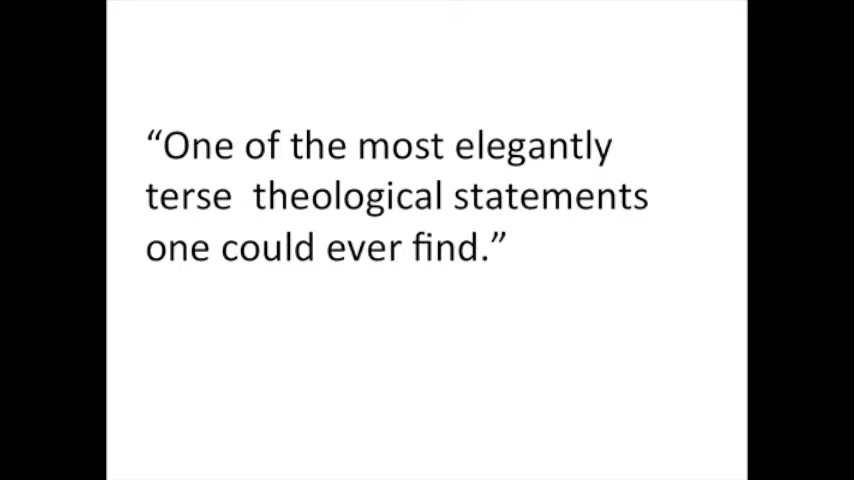 “One of the most elegantly
terse  theological statements
one could ever find.”